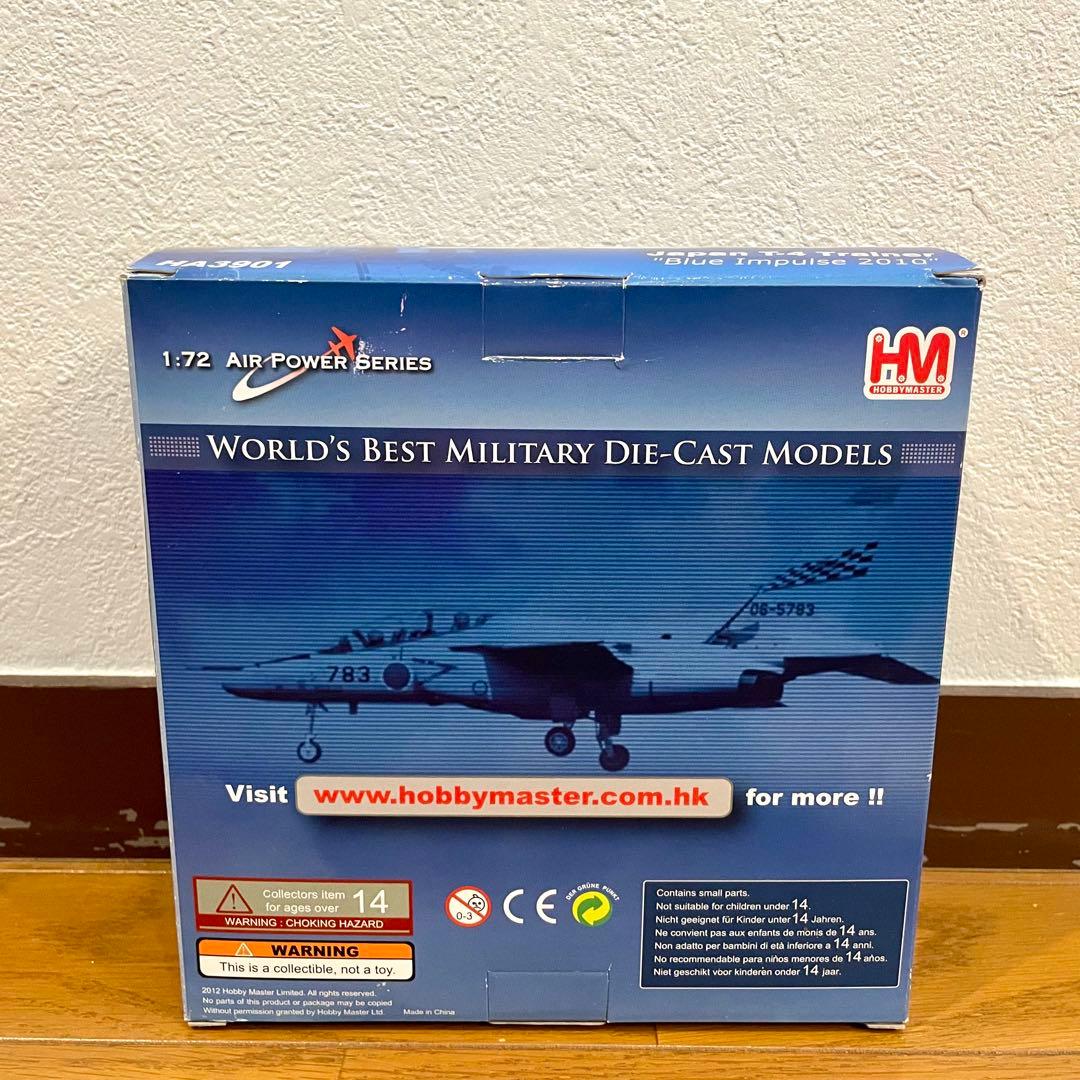 HA3901
Japan T-4 Trainer
"Blue Impulse 2010"
1:72 AIR POWER SERIES
HM
®
HOBBYMASTER
WORLD'S BEST MILITARY DIE-CAST MODELS
06-5783
783
Visit www.hobbymaster.com.hk for more !!
Collectors item
for ages over 14
WARNING : CHOKING HAZARD
WARNING
This is a collectible, not a toy.
0-3
CE
DER GRÜNE PUNKT
Contains small parts.
Not suitable for children under 14.
Nicht geeignet für Kinder unter 14 Jahren.
Ne convient pas aux enfants de monis de 14 ans.
Non adatto per bambini di età inferiore a 14 anni.
No recommendable para niños menores de 14 años.
Niet geschikt voor kinderen onder 14 jaar.
2012 Hobby Master Limited. All rights reserved.
No parts of this product or package may be copied
Without permission granted by Hobby Master Ltd. Made in China